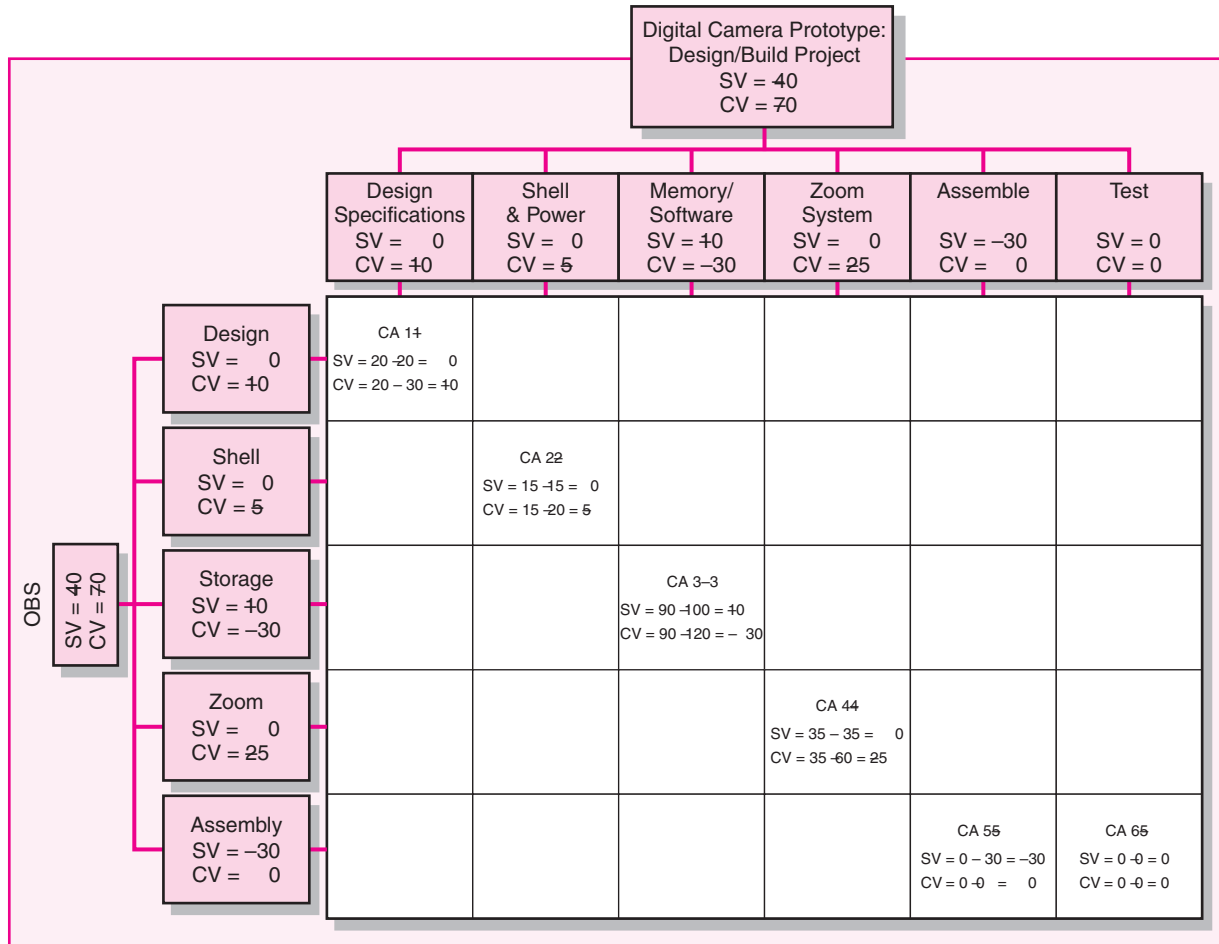 Digital Camera Prototype:
Design/Build Project
SV = –40
CV = –70
Design
Specifications
SV = 0
CV = –10
Shell
& Power
SV = 0
CV = –5
Memory/
Software
SV = –10
CV = –30
Zoom
System
SV = 0
CV = –25
Assemble
SV = –30
CV = 0
Test
SV = 0
CV = 0
OBS
SV = –40
CV = –70
Design
SV = 0
CV = –10
CA 1–1
SV = 20 –20 = 0
CV = 20 – 30 = –10
Shell
SV = 0
CV = –5
CA 2–2
SV = 15 –15 = 0
CV = 15 –20 = –5
Storage
SV = –10
CV = –30
CA 3–3
SV = 90 –100 = –10
CV = 90 –120 = – 30
Zoom
SV = 0
CV = –25
CA 4–4
SV = 35 – 35 = 0
CV = 35 –60 = –25
Assembly
SV = –30
CV = 0
CA 5–5
SV = 0 – 30 = –30
CV = 0 –0 = 0
CA 6–5
SV = 0 –0 = 0
CV = 0 –0 = 0